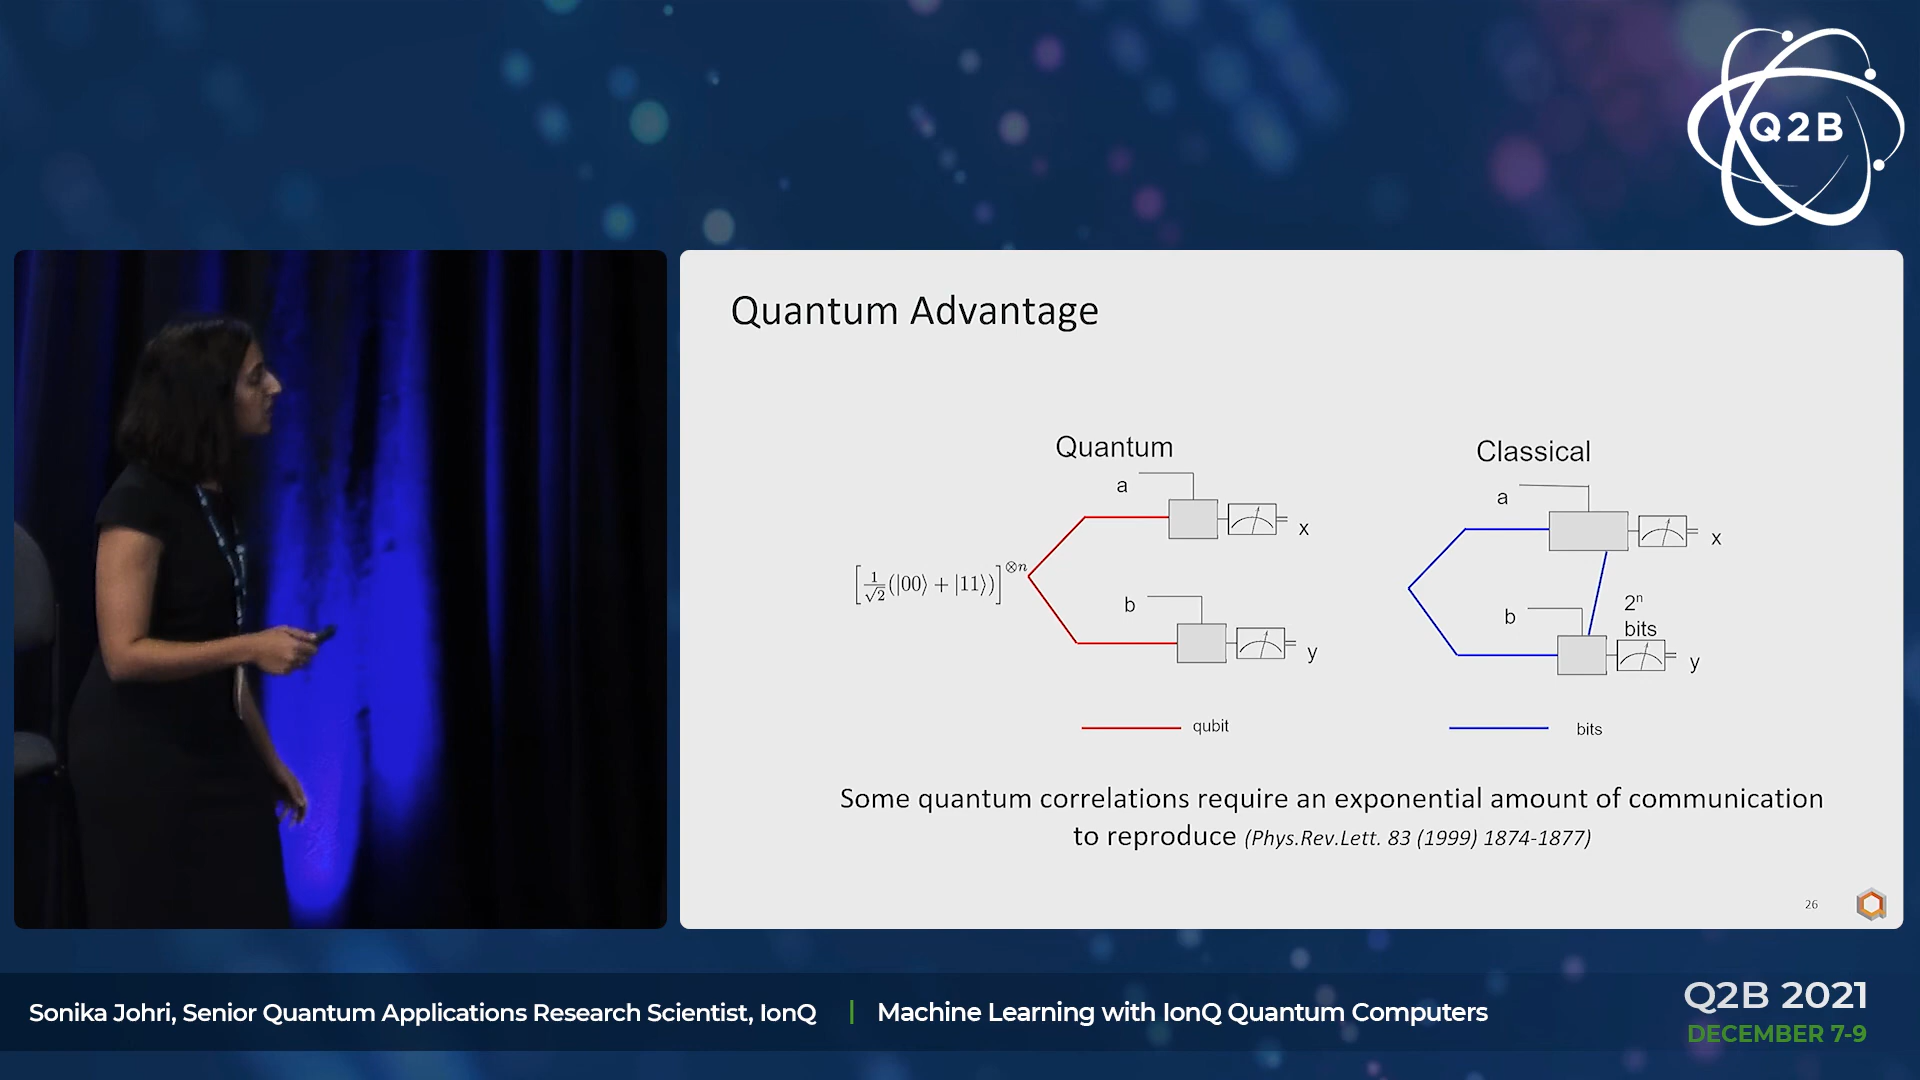 Q2B
Quantum Advantage
Quantum
a
x
[1/√2(|00⟩ + |11⟩)]⊗n
b
y
qubit
Classical
a
x
b
2ⁿ
bits
y
bits
Some quantum correlations require an exponential amount of communication
to reproduce (Phys.Rev.Lett. 83 (1999) 1874-1877)
26
Sonika Johri, Senior Quantum Applications Research Scientist, IonQ | Machine Learning with IonQ Quantum Computers
Q2B 2021
DECEMBER 7-9